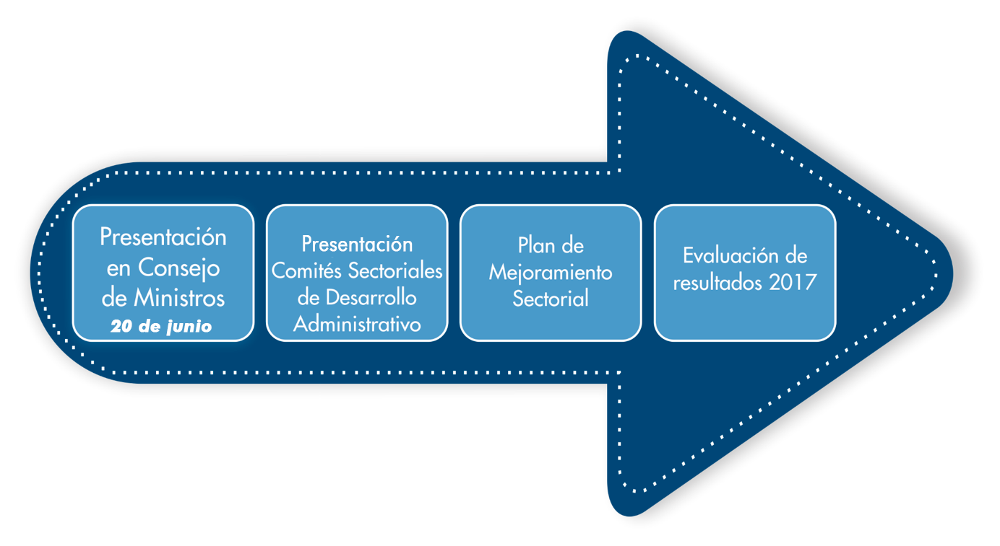 Presentación
en Consejo
de Ministros
20 de junio
Presentación
Comités Sectoriales
de Desarrollo
Administrativo
Plan de
Mejoramiento
Sectorial
Evaluación de
resultados 2017